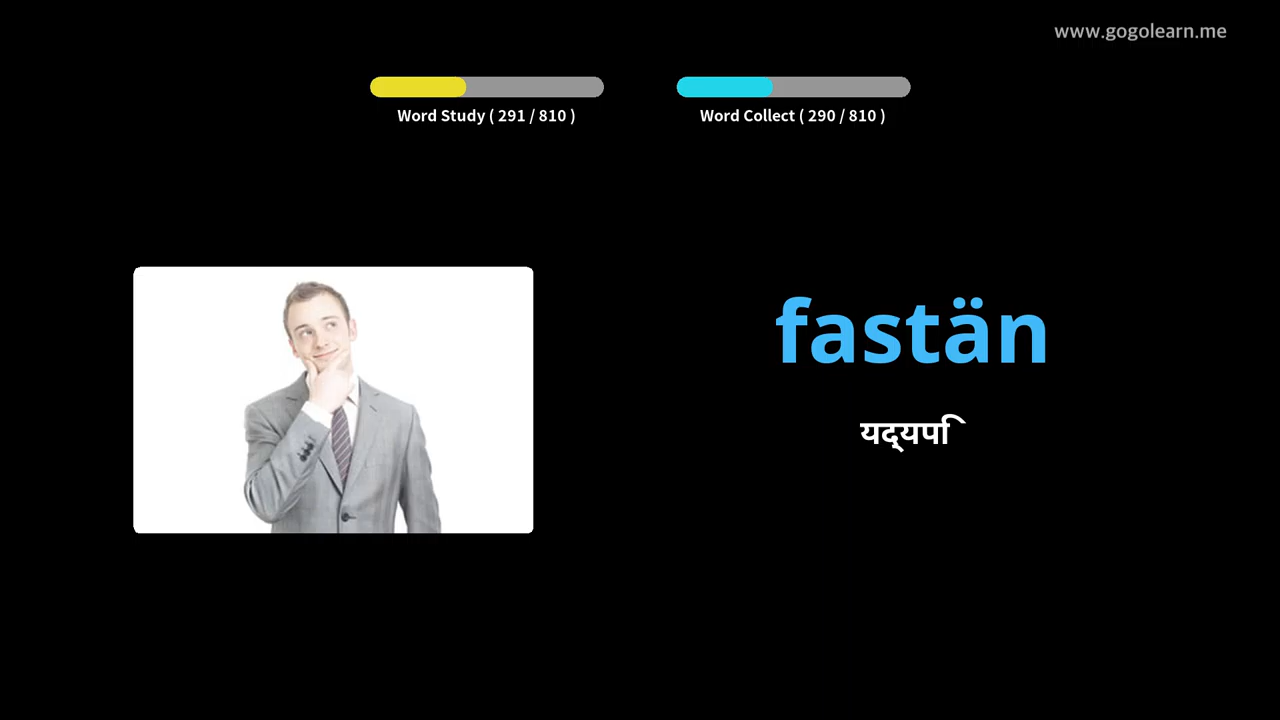 www.gogolearn.me
Word Study ( 291 / 810 )
Word Collect ( 290 / 810 )
fastän
यद्यपि